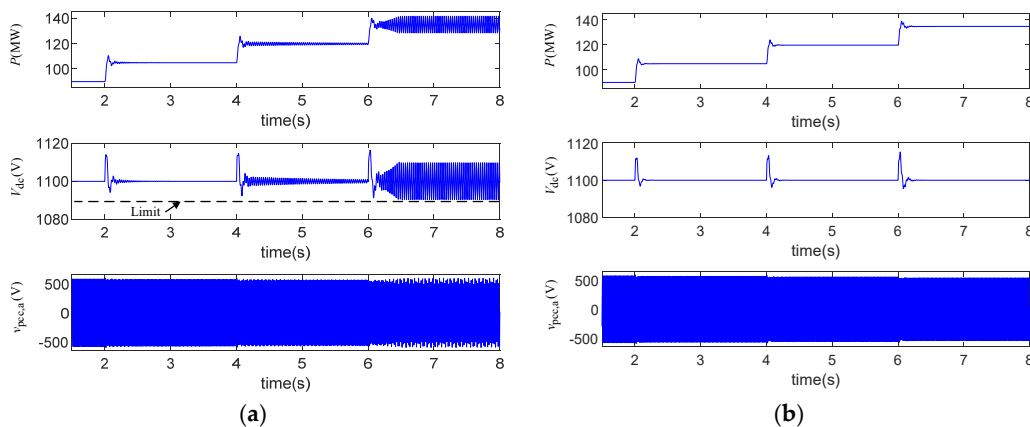 P(MW)
120
100
2 3 4 5 6 7 8
time(s)
Vdc(V)
1120
1100
1080
Limit
2 3 4 5 6 7 8
time(s)
vpcc,a(V)
500
0
-500
2 3 4 5 6 7 8
time(s)
(a)
P(MW)
140
120
100
2 3 4 5 6 7 8
time(s)
Vdc(V)
1120
1100
1080
2 3 4 5 6 7 8
time(s)
vpcc,a(V)
500
0
-500
2 3 4 5 6 7 8
time(s)
(b)